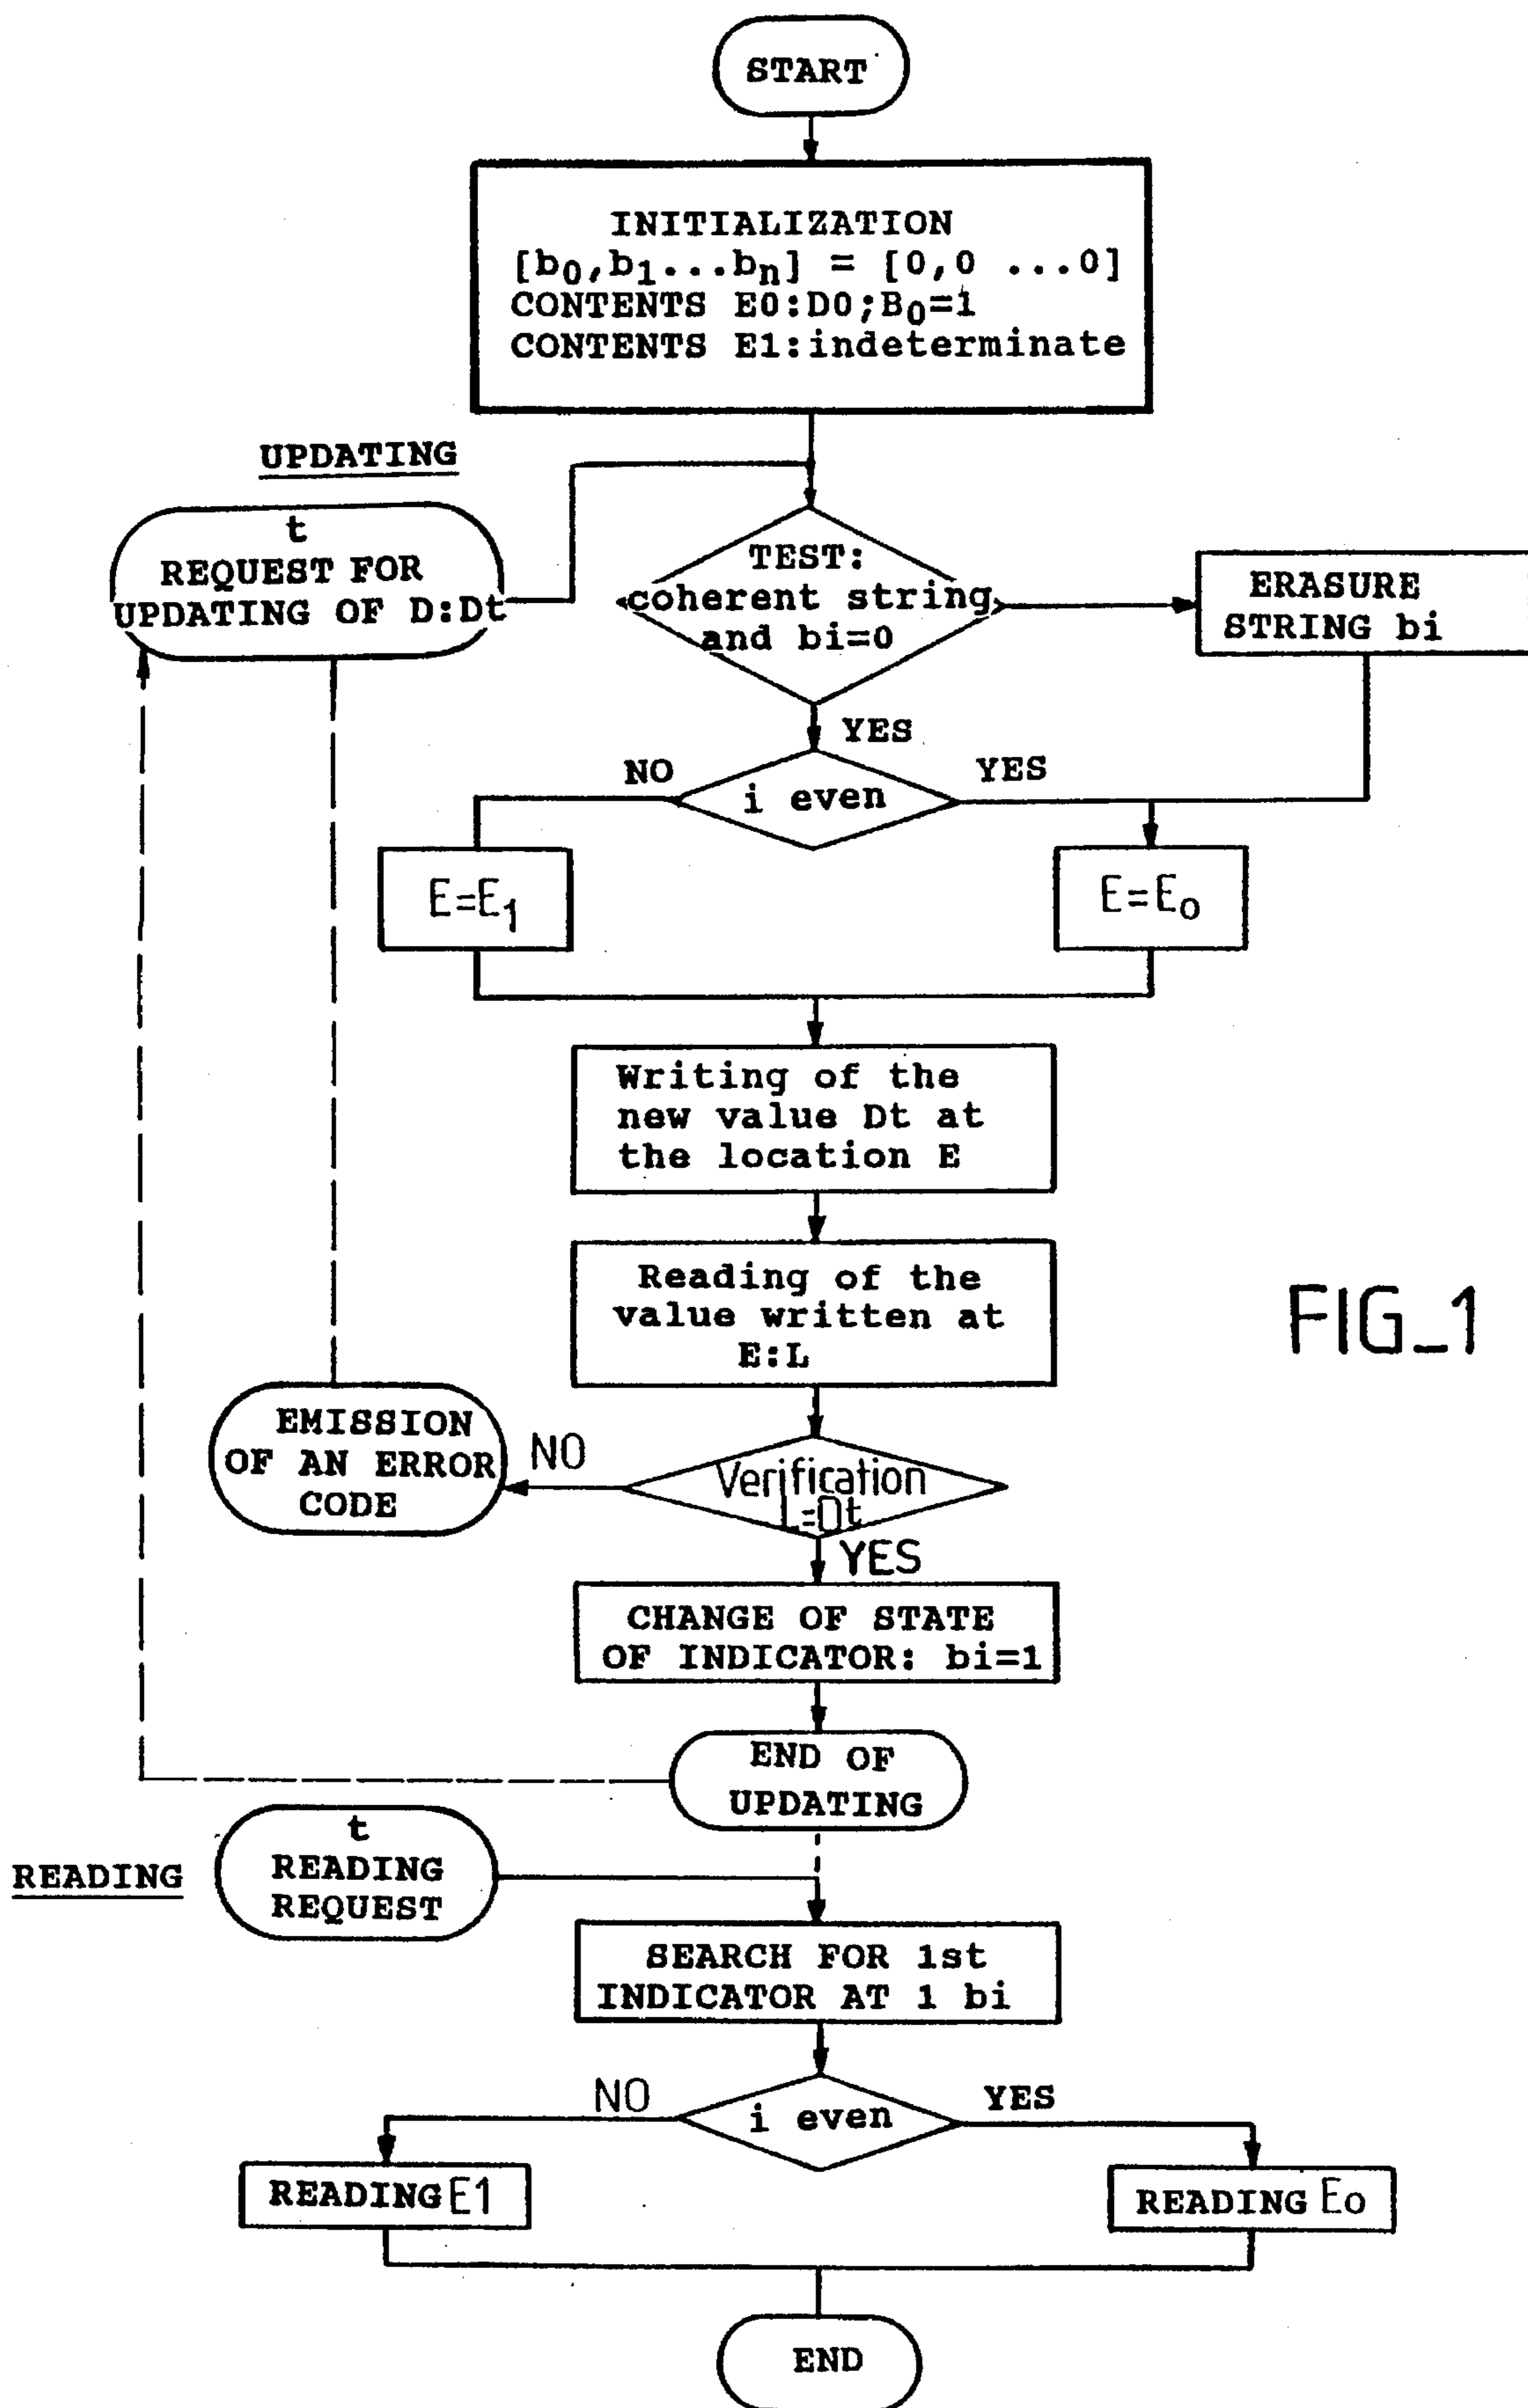 START
INITIALIZATION
[b0,b1...bn] = [0,0 ...0]
CONTENTS E0:D0;B0=1
CONTENTS E1:indeterminate
UPDATING
t
REQUEST FOR
UPDATING OF D:Dt
TEST:
coherent string
and bi=0
ERASURE
STRING bi
YES
NO
i even
YES
E=E1
E=E0
Writing of the
new value Dt at
the location E
Reading of the
value written at
E:L
FIG_1
EMISSION
OF AN ERROR
CODE
NO
Verification
L=Dt
YES
CHANGE OF STATE
OF INDICATOR: bi=1
END OF
UPDATING
READING
t
READING
REQUEST
SEARCH FOR 1st
INDICATOR AT 1 bi
NO
i even
YES
READING E1
READING E0
END